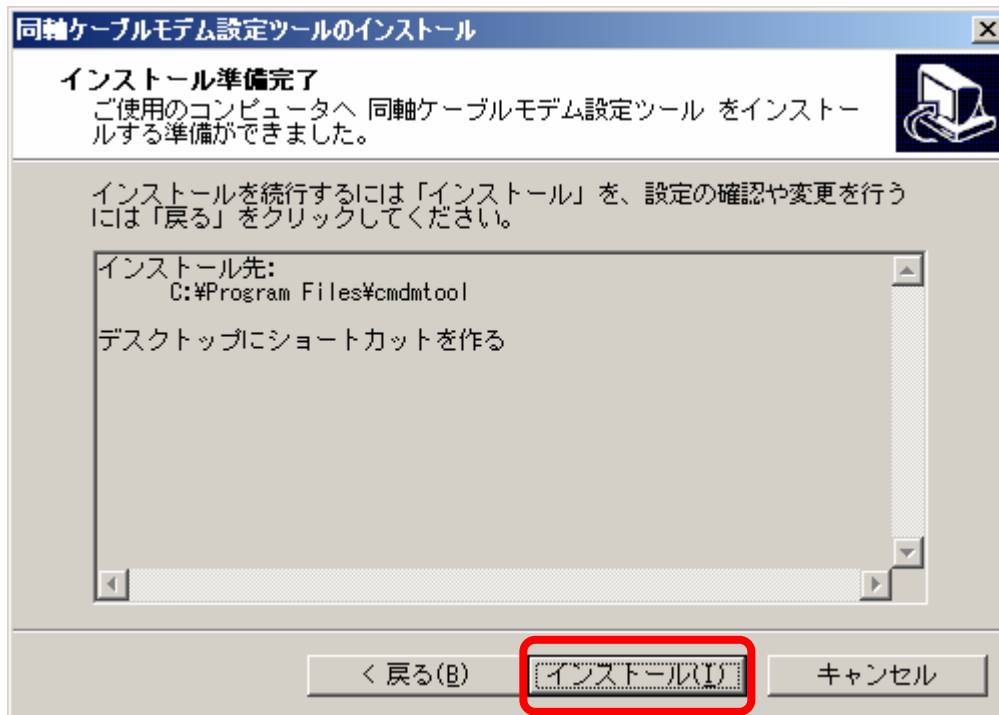 同軸ケーブルモデム設定ツールのインストール
インストール準備完了
ご使用のコンピュータへ 同軸ケーブルモデム設定ツール をインストー
ルする準備ができました。
インストールを続行するには「インストール」を、設定の確認や変更を行う
には「戻る」をクリックしてください。
インストール先:
C:¥Program Files¥cmdmtool
デスクトップにショートカットを作る
< 戻る(B) インストール(I) キャンセル